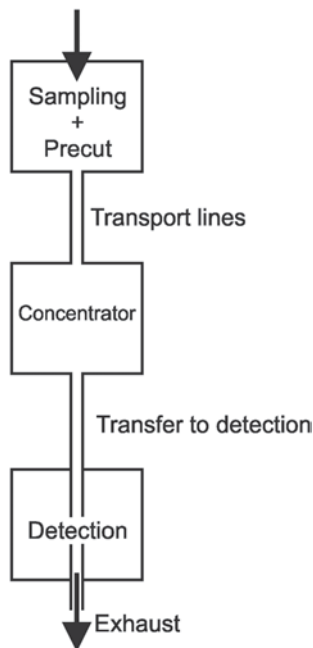 Sampling
+
Precut
Transport lines
Concentrator
Transfer to detection
Detection
Exhaust